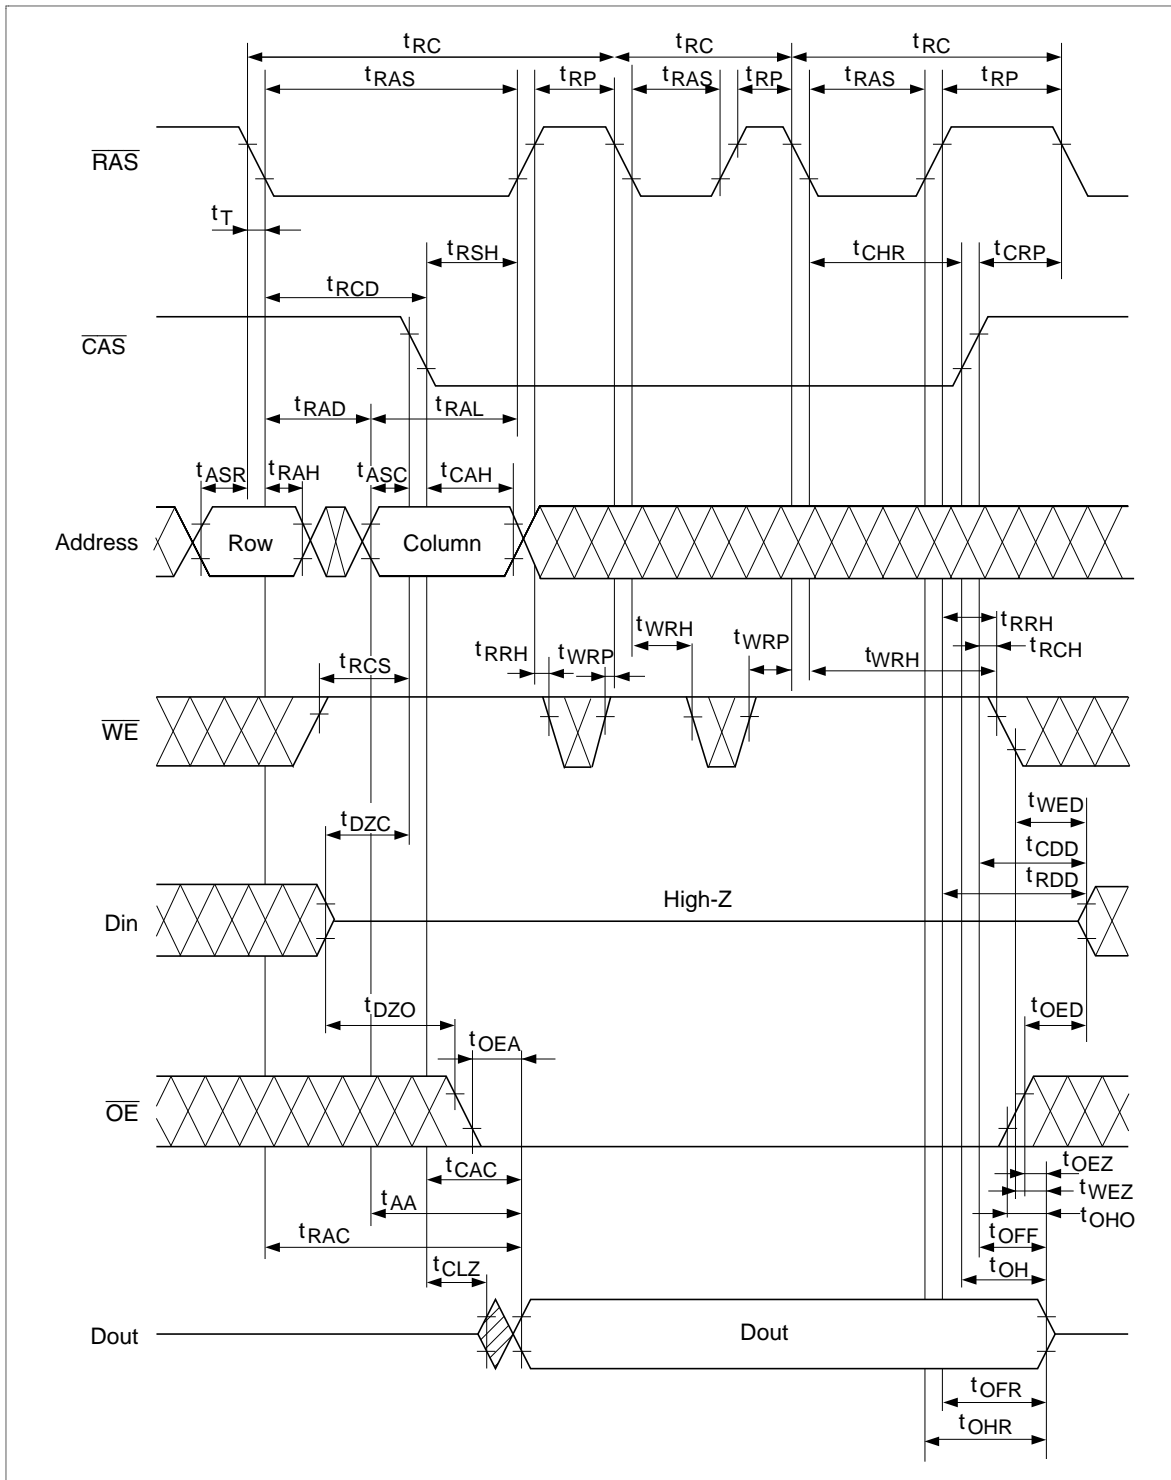 tRC tRC tRC
tRAS tRP tRAS tRP tRAS tRP
RAS
tT
tRSH tCHR tCRP
tRCD
CAS
tRAD tRAL
tASR tRAH tASC tCAH
Address Row Column
tRRH
tWRH tWRP tRCH
tRCS tRRH tWRP tWRH
WE
tWED
tDZC tCDD
tRDD
Din High-Z
tDZO tOED
tOEA
OE
tCAC tOEZ
tAA tWEZ
tOHO
tRAC tOFF
tCLZ tOH
Dout Dout
tOFR
tOHR